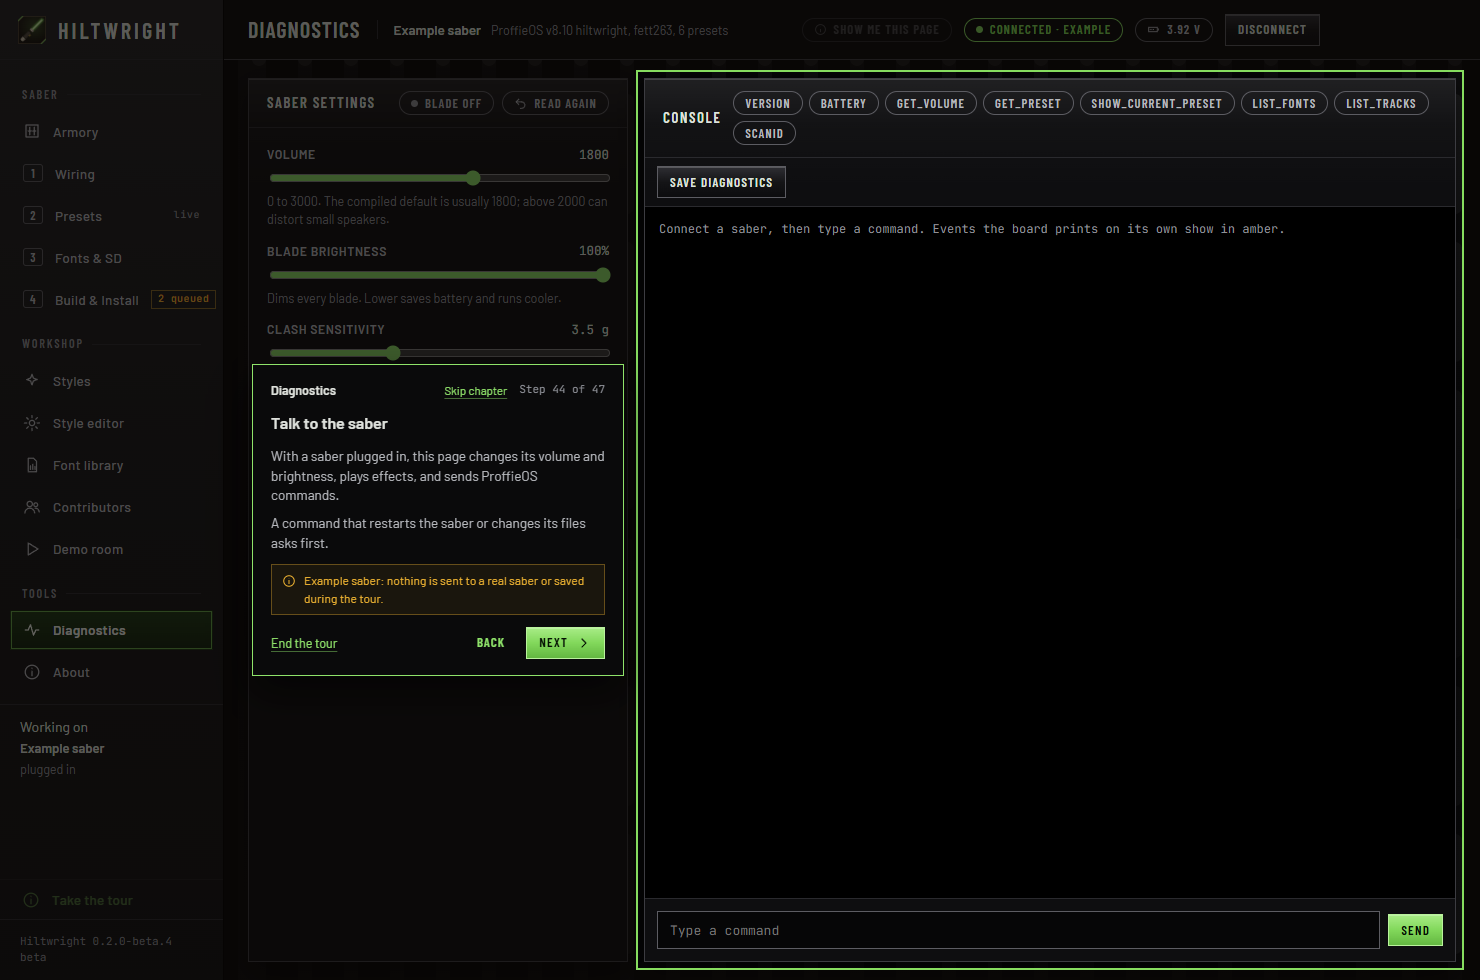 HILTWRIGHT
SABER
Armory
1 Wiring
2 Presets live
3 Fonts & SD
4 Build & Install 2 queued
WORKSHOP
Styles
Style editor
Font library
Contributors
Demo room
TOOLS
Diagnostics
About
Working on
Example saber
plugged in
Take the tour
Hiltwright 0.2.0-beta.4
beta
DIAGNOSTICS Example saber ProffieOS v8.10 hiltwright, fett263, 6 presets SHOW ME THIS PAGE CONNECTED · EXAMPLE 3.92 V DISCONNECT
SABER SETTINGS BLADE OFF READ AGAIN
VOLUME 1800
0 to 3000. The compiled default is usually 1800; above 2000 can
distort small speakers.
BLADE BRIGHTNESS 100%
Dims every blade. Lower saves battery and runs cooler.
CLASH SENSITIVITY 3.5 g
Diagnostics Skip chapter Step 44 of 47
Talk to the saber
With a saber plugged in, this page changes its volume and
brightness, plays effects, and sends ProffieOS
commands.
A command that restarts the saber or changes its files
asks first.
Example saber: nothing is sent to a real saber or saved
during the tour.
End the tour BACK NEXT
CONSOLE VERSION BATTERY GET_VOLUME GET_PRESET SHOW_CURRENT_PRESET LIST_FONTS LIST_TRACKS
SCANID
SAVE DIAGNOSTICS
Connect a saber, then type a command. Events the board prints on its own show in amber.
Type a command SEND